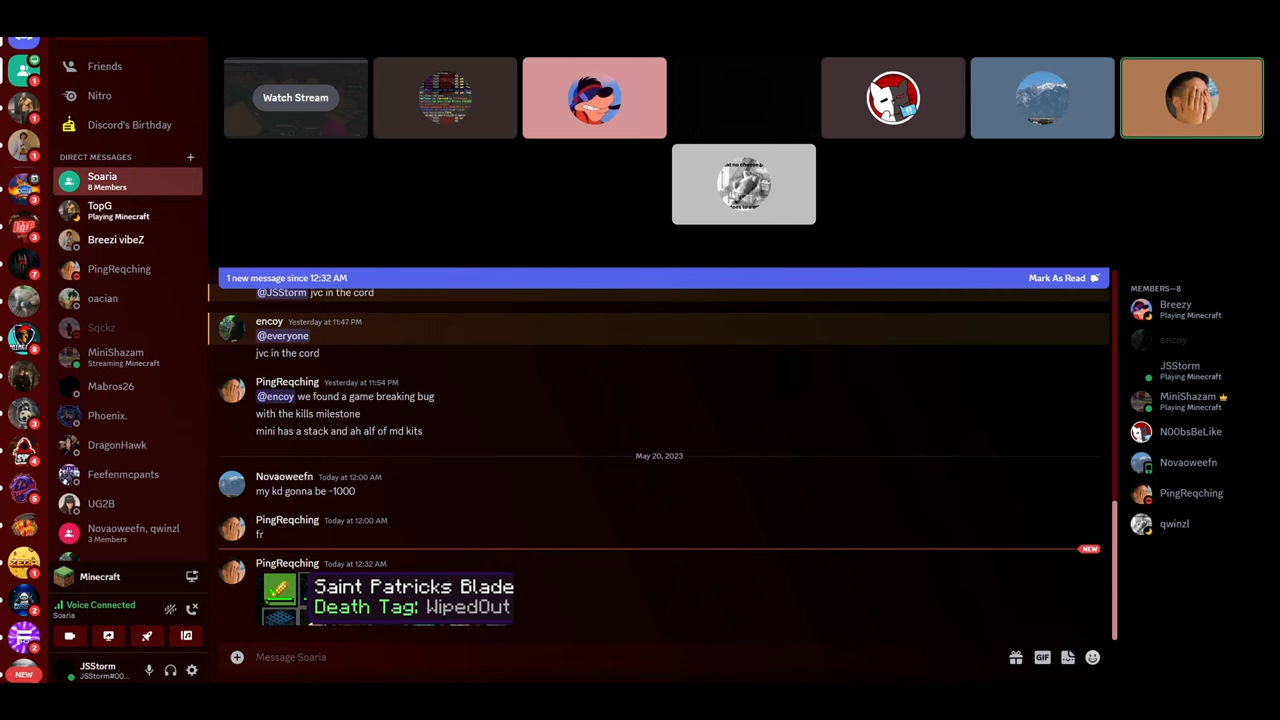 Friends
Nitro
Discord's Birthday
DIRECT MESSAGES
Soaria
8 Members
TopG
Playing Minecraft
Breezi vibeZ
PingReqching
oacian
Sqckz
MiniShazam
Streaming Minecraft
Mabros26
Phoenix.
DragonHawk
Feefenmcpants
UG2B
Novaoweefn, qwinzl
3 Members
Minecraft
Voice Connected
Soaria
JSStorm
JSStorm#00...
NEW
Watch Stream
1 new message since 12:32 AM
Mark As Read
@JSStorm jvc in the cord
encoy Yesterday at 11:47 PM
@everyone
jvc in the cord
PingReqching Yesterday at 11:54 PM
@encoy we found a game breaking bug
with the kills milestone
mini has a stack and ah alf of md kits
May 20, 2023
Novaoweefn Today at 12:00 AM
my kd gonna be -1000
PingReqching Today at 12:00 AM
fr
NEW
PingReqching Today at 12:32 AM
Saint Patricks Blade
Death Tag: WipedOut
Message Soaria
GIF
MEMBERS—8
Breezy
Playing Minecraft
encoy
JSStorm
Playing Minecraft
MiniShazam
Playing Minecraft
N00bsBeLike
Novaoweefn
PingReqching
qwinzl